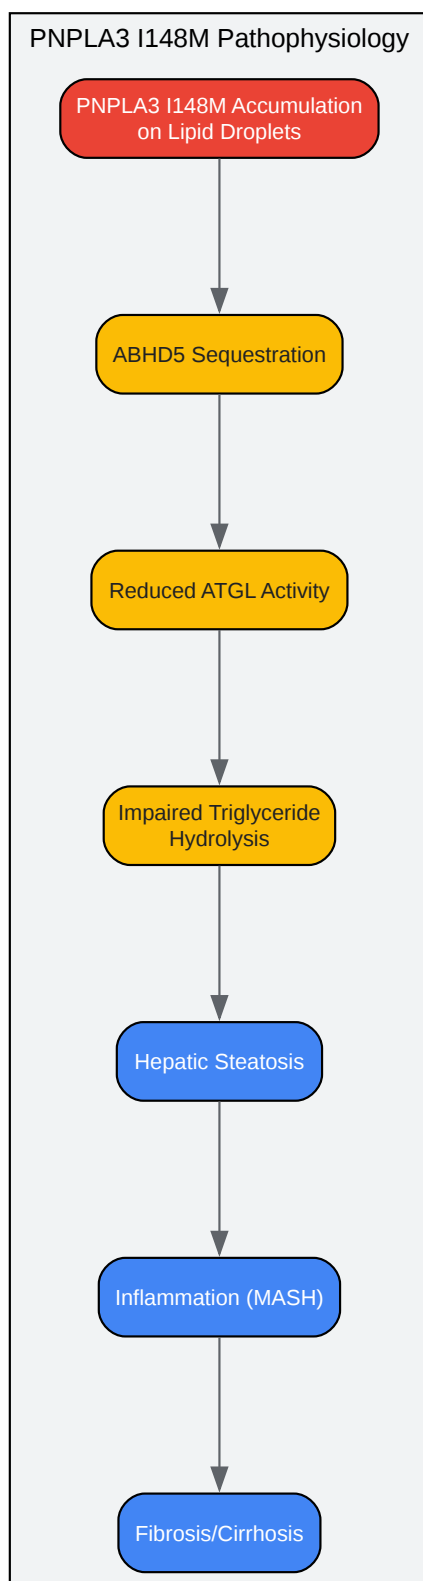 PNPLA3 I148M Pathophysiology
PNPLA3 I148M Accumulation
on Lipid Droplets
ABHD5 Sequestration
Reduced ATGL Activity
Impaired Triglyceride
Hydrolysis
Hepatic Steatosis
Inflammation (MASH)
Fibrosis/Cirrhosis